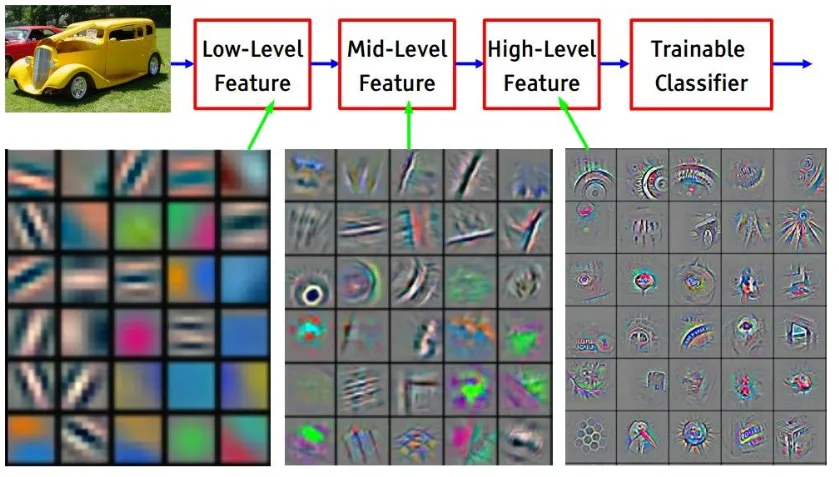 Low-Level
Feature
Mid-Level
Feature
High-Level
Feature
Trainable
Classifier